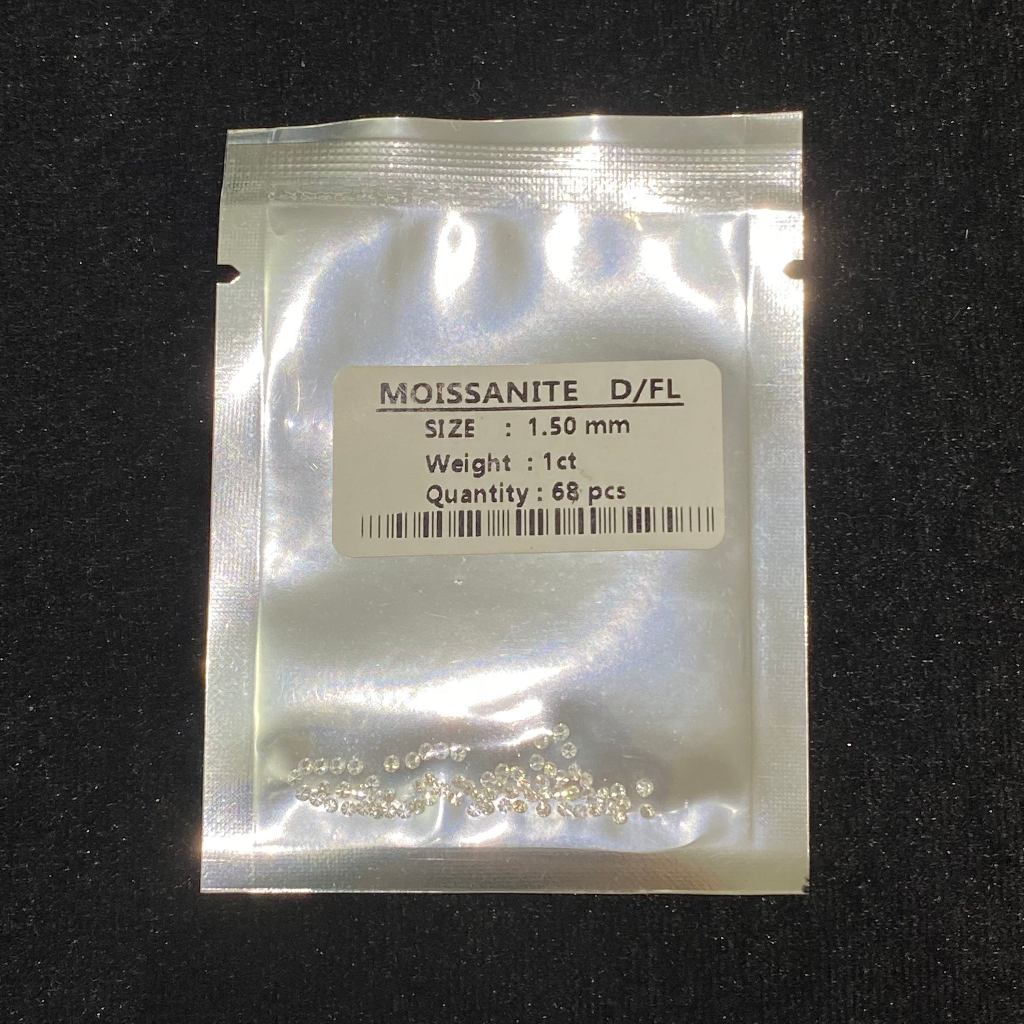 MOISSANITE D/FL
SIZE : 1.50 mm
Weight : 1ct
Quantity : 68 pcs